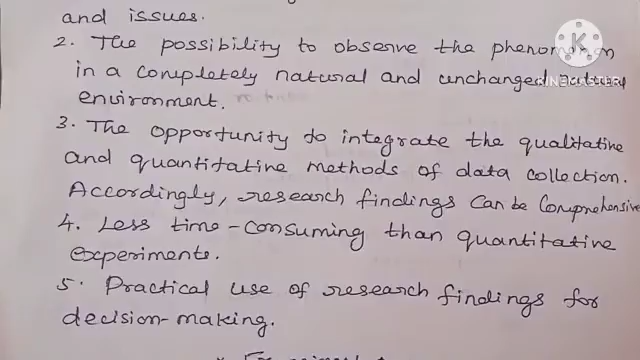 and issues.
2. The possibility to observe the phenomenon
in a completely natural and unchanged natural
environment.
3. The opportunity to integrate the qualitative
and quantitative methods of data collection.
Accordingly, research findings can be comprehensive
4. Less time-consuming than quantitative
experiments.
5. Practical use of research findings for
decision-making.
KINEMASTER